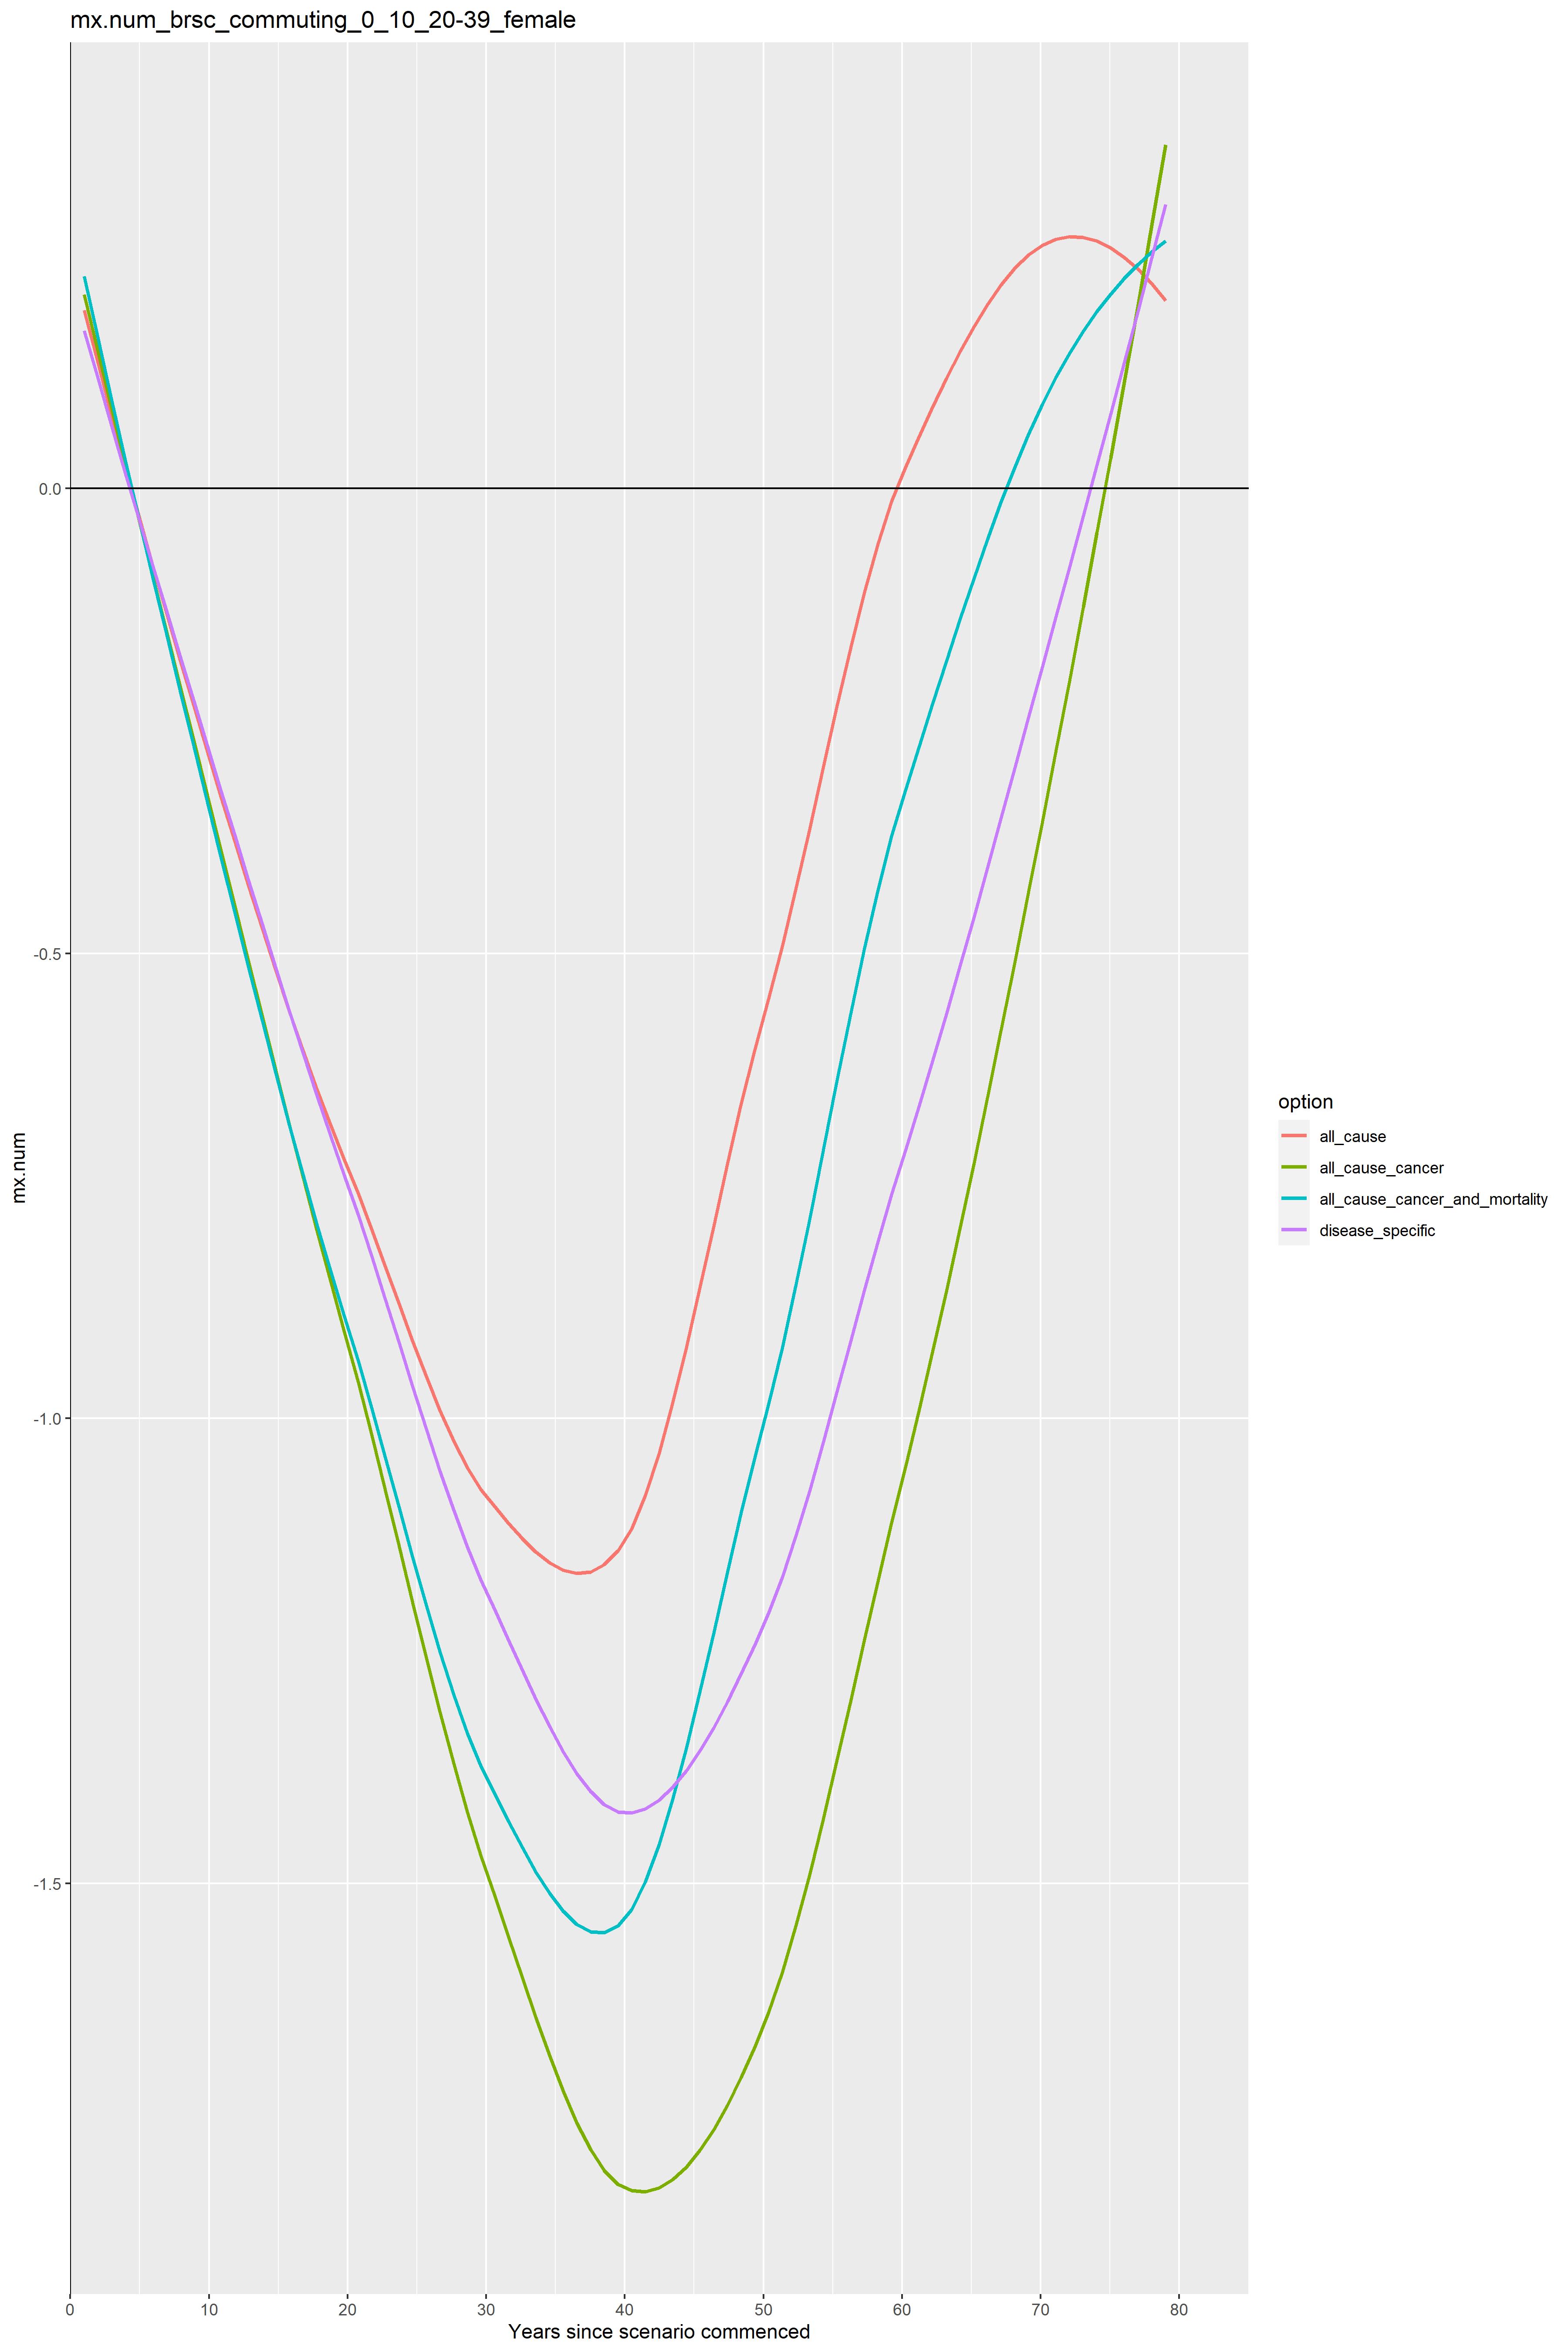 mx.num_brsc_commuting_0_10_20-39_female
0.0
-0.5
-1.0
-1.5
mx.num
0 10 20 30 40 50 60 70 80
Years since scenario commenced
option
all_cause
all_cause_cancer
all_cause_cancer_and_mortality
disease_specific